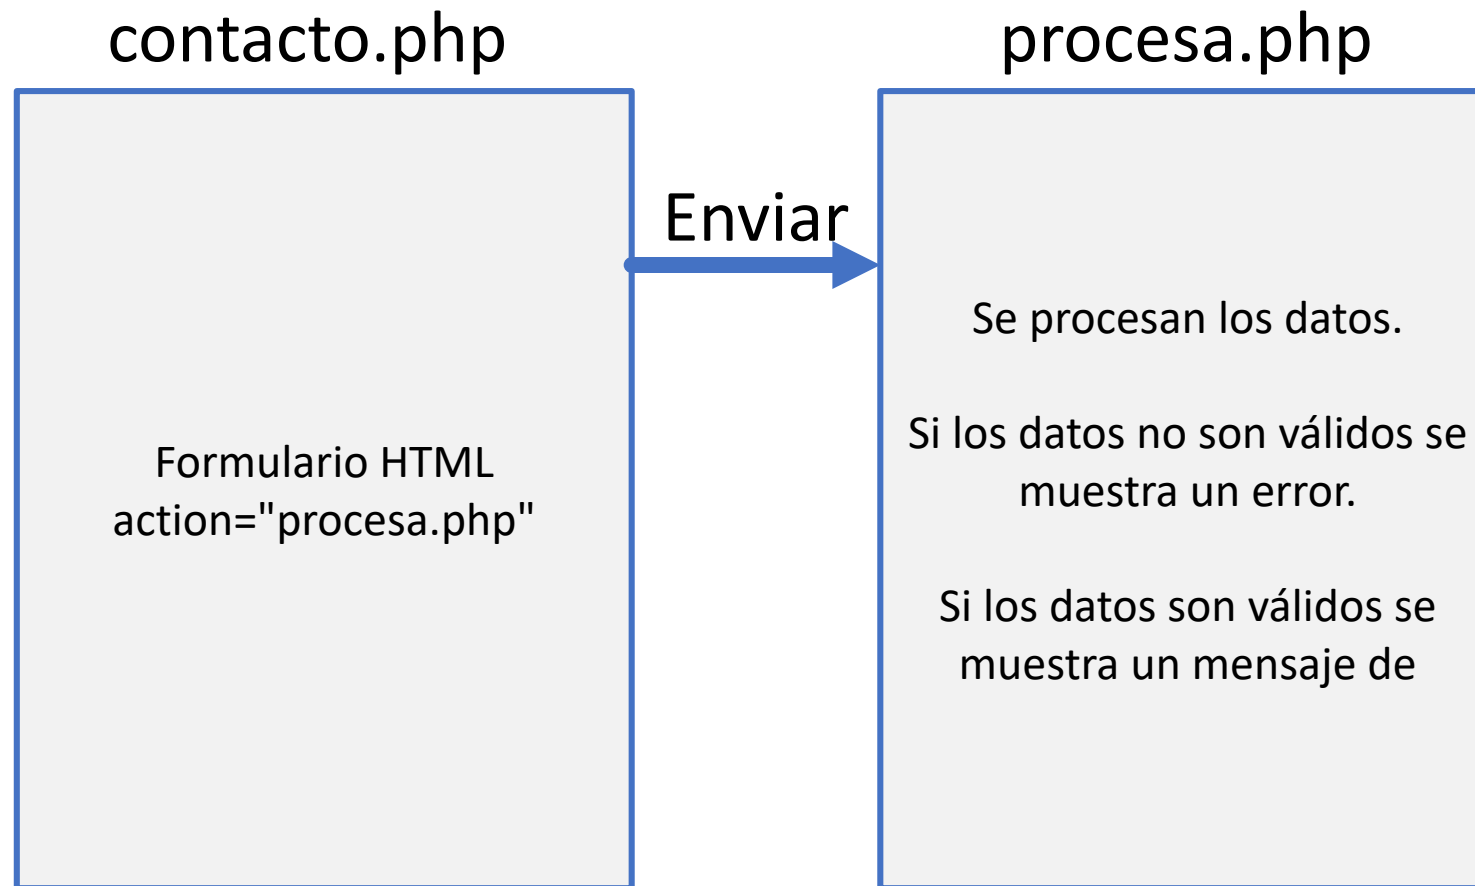 contacto.php
procesa.php
Enviar
Formulario HTML
action="procesa.php"
Se procesan los datos.
Si los datos no son válidos se
muestra un error.
Si los datos son válidos se
muestra un mensaje de